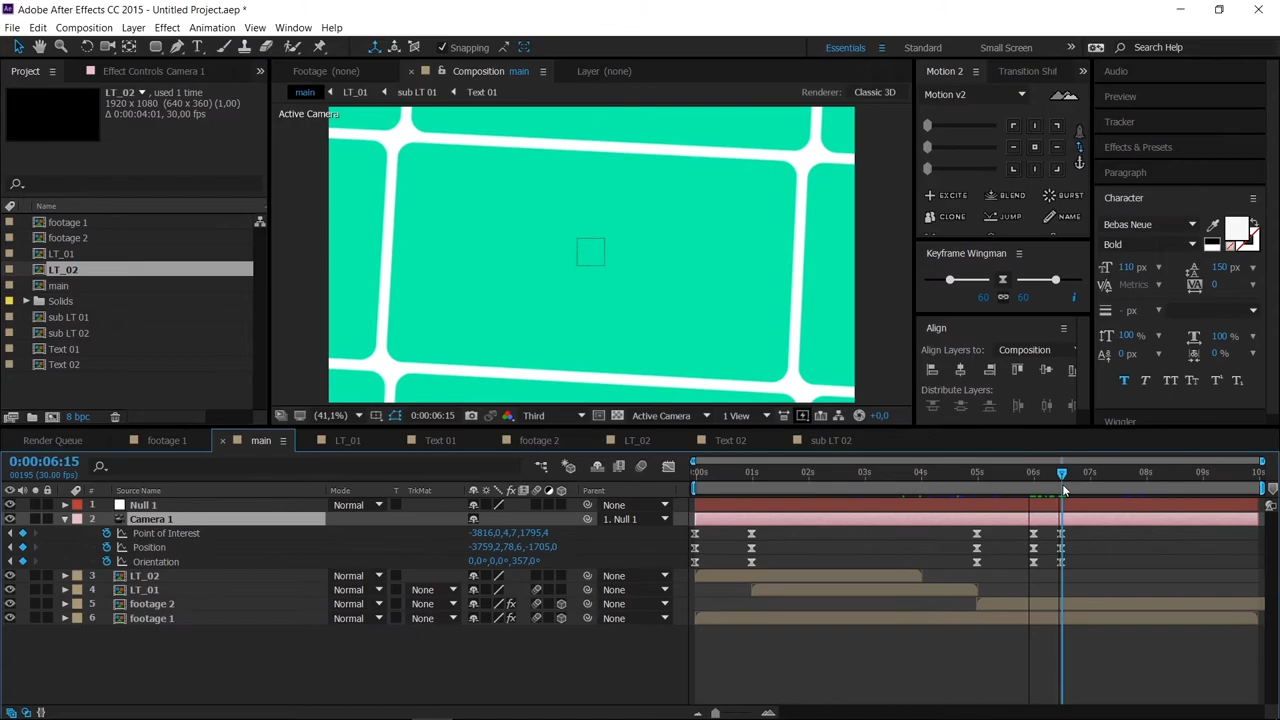 Adobe After Effects CC 2015 - Untitled Project.aep *
File Edit Composition Layer Effect Animation View Window Help
Snapping Essentials Standard Small Screen Search Help
Project Effect Controls Camera 1 Footage (none) Composition main Layer (none) Motion 2 Transition Shif Audio
LT_02 , used 1 time main LT_01 sub LT 01 Text 01 Renderer: Classic 3D Motion v2 Preview
1920 x 1080 (640 x 360) (1,00)
Δ 0:00:04:01, 30,00 fps
Active Camera Tracker
Effects & Presets
Paragraph
EXCITE BLEND BURST Character
Name CLONE JUMP NAME Bebas Neue
footage 1 Bold
footage 2 Keyframe Wingman 110 px 150 px
LT_01 Metrics 0
LT_02 60 60 i - px
main 100 % 100 %
Solids Align 0 px 0 %
sub LT 01 Align Layers to: Composition
sub LT 02 T T TT Tt T¹ T₁
Text 01 Distribute Layers:
Text 02
8 bpc (41,1%) 0:00:06:15 Third Active Camera 1 View +0,0 Wiggler
Render Queue footage 1 main LT_01 Text 01 footage 2 LT_02 Text 02 sub LT 02
0:00:06:15
00195 (30.00 fps) :00s 01s 02s 03s 04s 05s 06s 07s 08s 09s 10s
# Source Name Mode T TrkMat Parent
1 Null 1 Normal None
2 Camera 1 1. Null 1
Point of Interest -3816,0,4,7,1795,4
Position -3759,2,78,6,-1705,0
Orientation 0,0°,0,0°,357,0°
3 LT_02 Normal None
4 LT_01 Normal None None
5 footage 2 Normal None fx None
6 footage 1 Normal None fx None